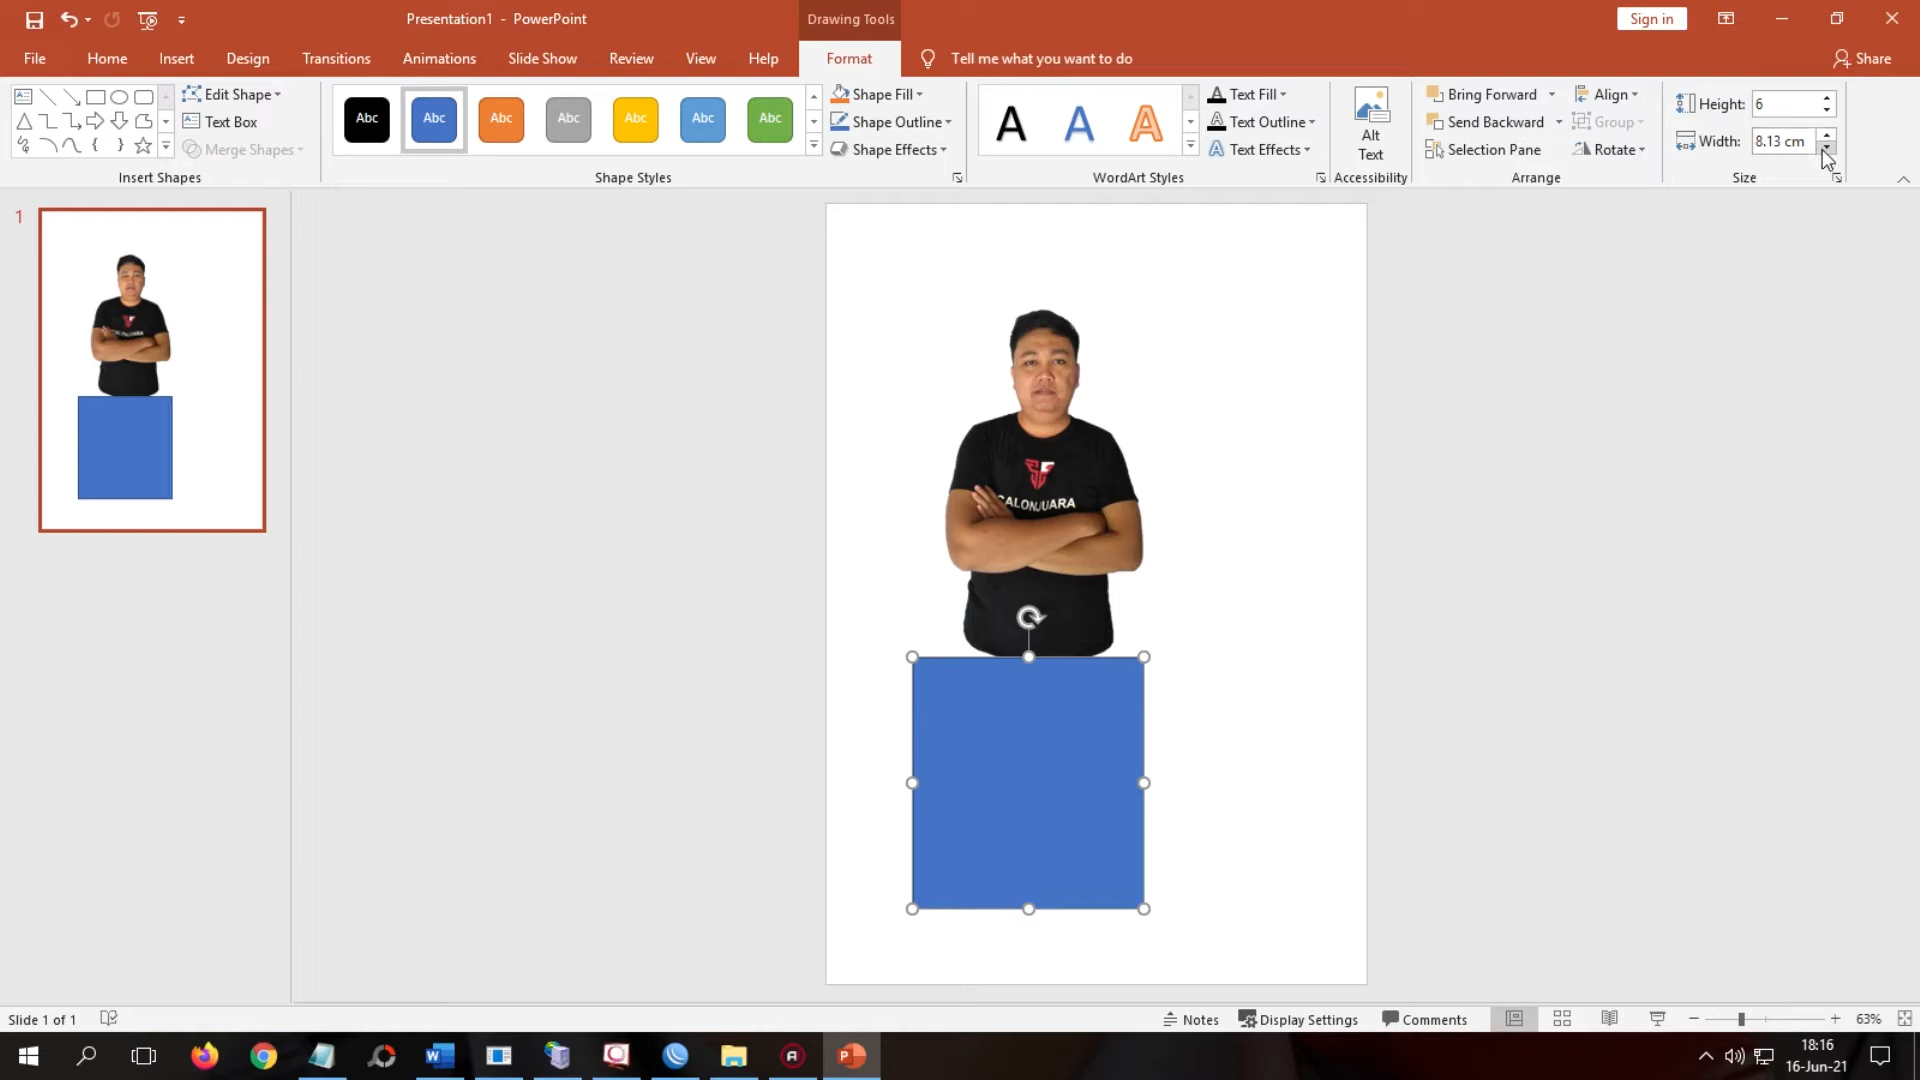 Presentation1 - PowerPoint
Drawing Tools
Sign in
File
Home
Insert
Design
Transitions
Animations
Slide Show
Review
View
Help
Format
Tell me what you want to do
Share
Edit Shape
Text Box
Merge Shapes
Insert Shapes
Abc
Abc
Abc
Abc
Abc
Abc
Abc
Shape Fill
Shape Outline
Shape Effects
Shape Styles
A
A
A
Text Fill
Text Outline
Text Effects
WordArt Styles
Alt
Text
Accessibility
Bring Forward
Send Backward
Selection Pane
Align
Group
Rotate
Arrange
Height: 6
Width: 8.13 cm
Size
1
CALONJUARA
Slide 1 of 1
Notes
Display Settings
Comments
63%
18:16
16-Jun-21